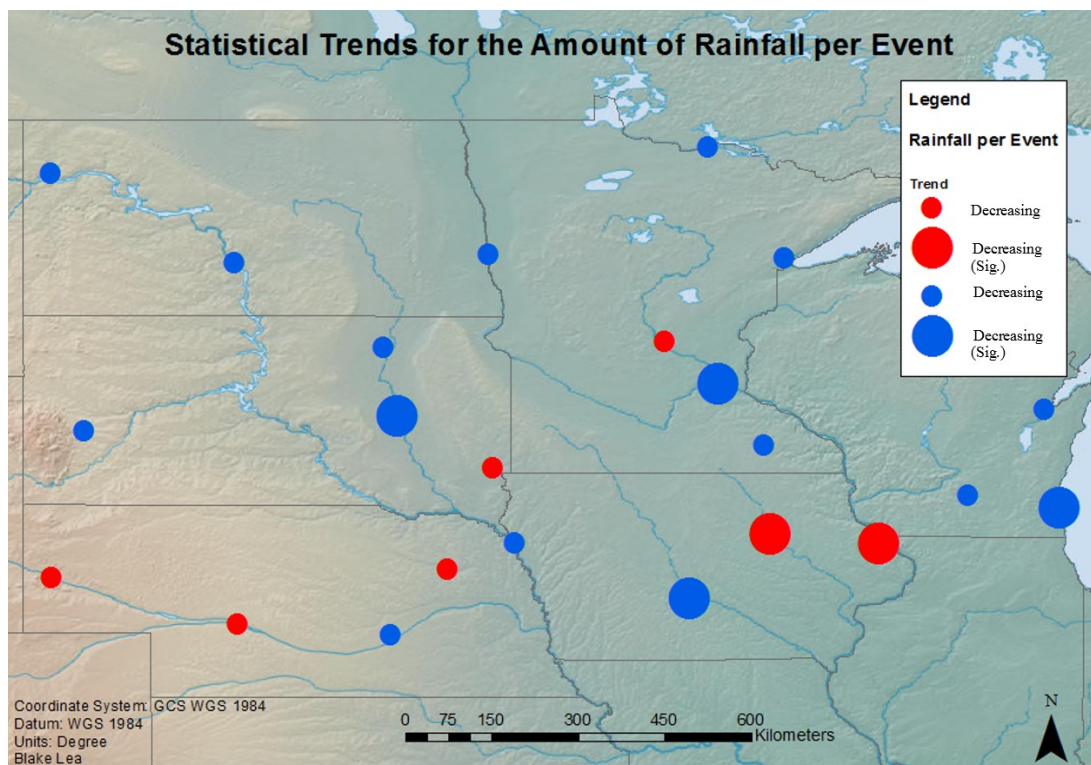 Statistical Trends for the Amount of Rainfall per Event
Legend
Rainfall per Event
Trend
Decreasing
Decreasing
(Sig.)
Decreasing
Decreasing
(Sig.)
Coordinate System: GCS WGS 1984
Datum: WGS 1984
Units: Degree
Blake Lea
0 75 150 300 450 600
Kilometers
N